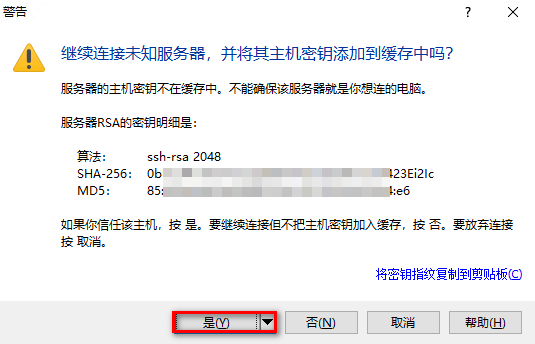 警告
继续连接未知服务器，并将其主机密钥添加到缓存中吗？
服务器的主机密钥不在缓存中。不能确保该服务器就是你想连的电脑。
服务器RSA的密钥明细是：
算法： ssh-rsa 2048
SHA-256: 0b 423Ei2Ic
MD5: 85: :e6
如果你信任该主机，按 是。要继续连接但不把主机密钥加入缓存，按 否。要放弃连接
按 取消。
将密钥指纹复制到剪贴板(C)
是(Y) 否(N) 取消 帮助(H)